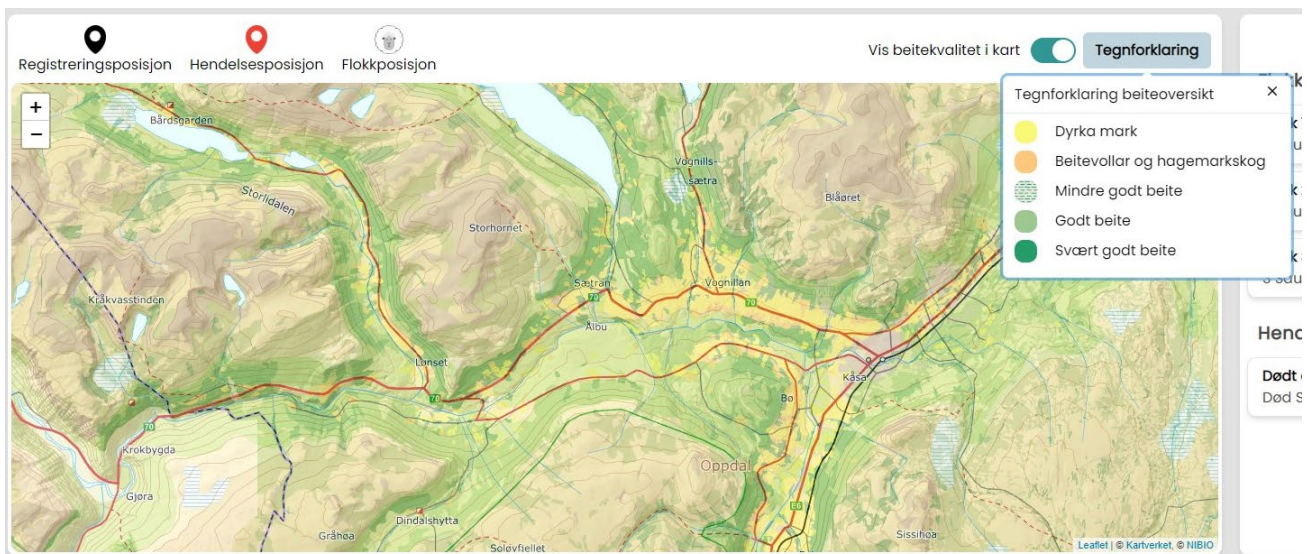 Registreringsposisjon
Hendelsesposisjon
Flokkposisjon
Vis beitekvalitet i kart
Tegnforklaring
+
−
Tegnforklaring beiteoversikt ×
Dyrka mark
Beitevollar og hagemarkskog
Mindre godt beite
Godt beite
Svært godt beite
Bårdsgarden
Storlidalen
Vognills-
sætra
Blåøret
Storhornet
Kråkvasstinden
Sætran
Vognillan
70
70
Ålbu
Lønset
Kåsa
70
Bø
70
Krokbygda
Oppdal
Gjøra
Dindalshytta
E6
Gråhøa
Sissihøa
Soløyfjellet
Leaflet | © Kartverket, © NIBIO
Hend
Dødt
Død S